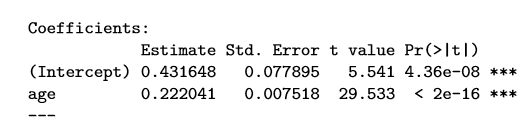 Coefficients:
Estimate Std. Error t value Pr(>|t|)
(Intercept) 0.431648 0.077895 5.541 4.36e-08 ***
age 0.222041 0.007518 29.533 < 2e-16 ***
---